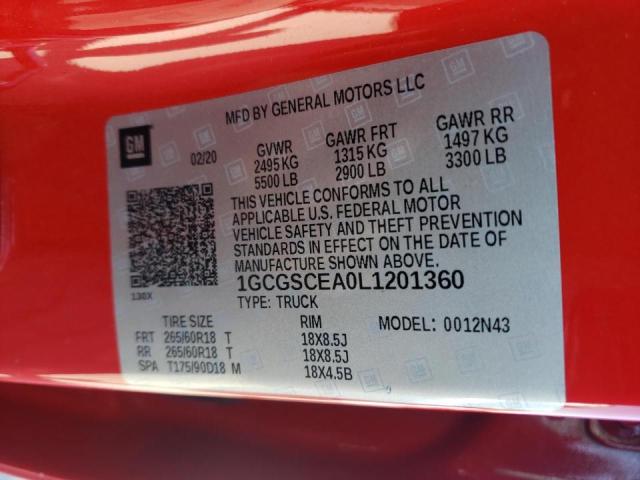 MFD BY GENERAL MOTORS LLC
GM
02/20
GVWR GAWR FRT GAWR RR
2495 KG 1315 KG 1497 KG
5500 LB 2900 LB 3300 LB
THIS VEHICLE CONFORMS TO ALL
APPLICABLE U.S. FEDERAL MOTOR
VEHICLE SAFETY AND THEFT PREVENTION
STANDARDS IN EFFECT ON THE DATE OF
MANUFACTURE SHOWN ABOVE.
130X
1GCGSCEA0L1201360
TYPE: TRUCK
TIRE SIZE RIM MODEL: 0012N43
FRT 265/60R18 T 18X8.5J
RR 265/60R18 T 18X8.5J
SPA T175/90D18 M 18X4.5B